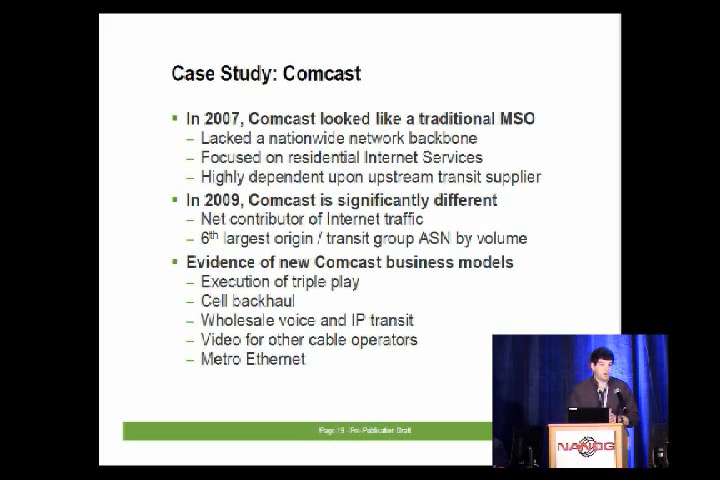 Case Study: Comcast
▪ In 2007, Comcast looked like a traditional MSO
– Lacked a nationwide network backbone
– Focused on residential Internet Services
– Highly dependent upon upstream transit supplier
▪ In 2009, Comcast is significantly different
– Net contributor of Internet traffic
– 6th largest origin / transit group ASN by volume
▪ Evidence of new Comcast business models
– Execution of triple play
– Cell backhaul
– Wholesale voice and IP transit
– Video for other cable operators
– Metro Ethernet
Page 19 - Pre-Publication Draft
NANOG